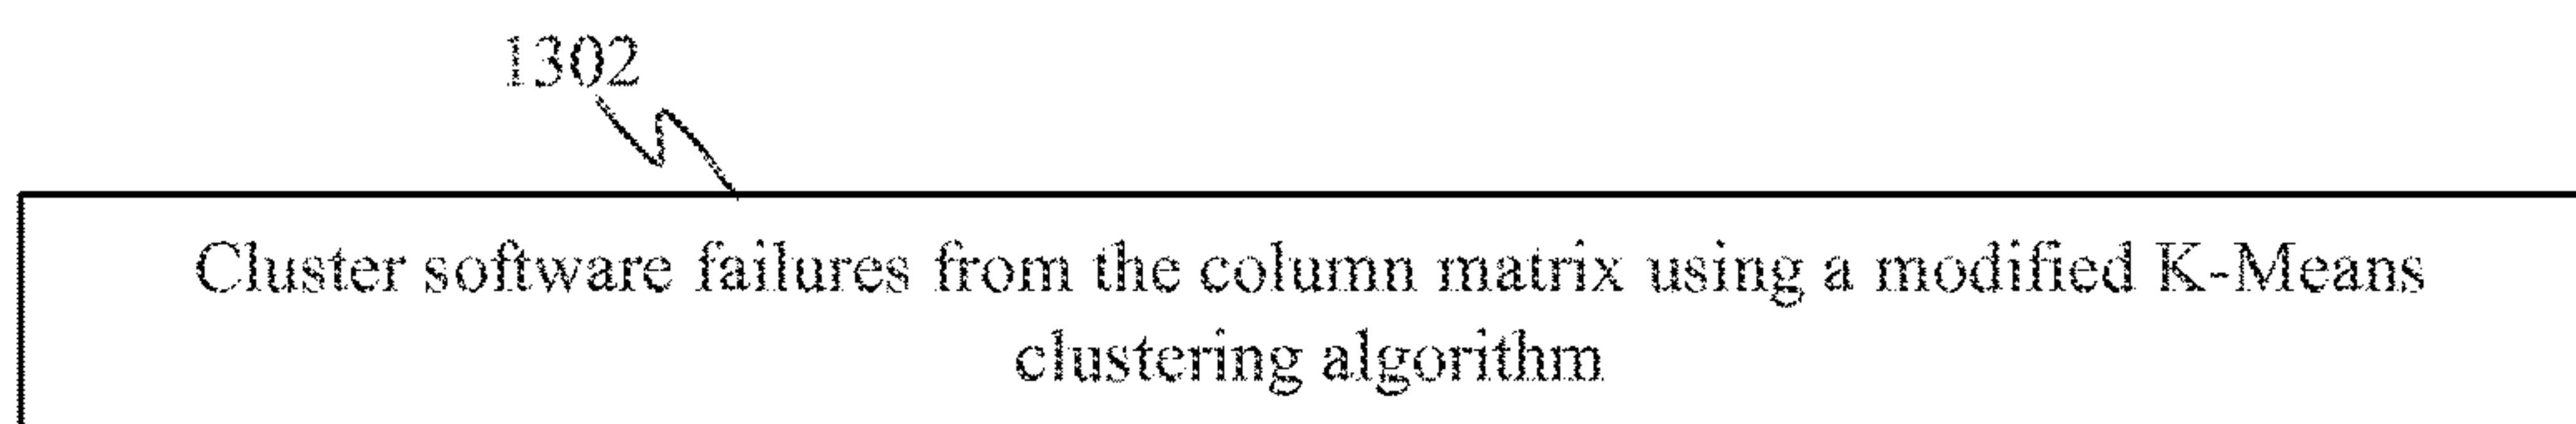 1302
Cluster software failures from the column matrix using a modified K-Means
clustering algorithm